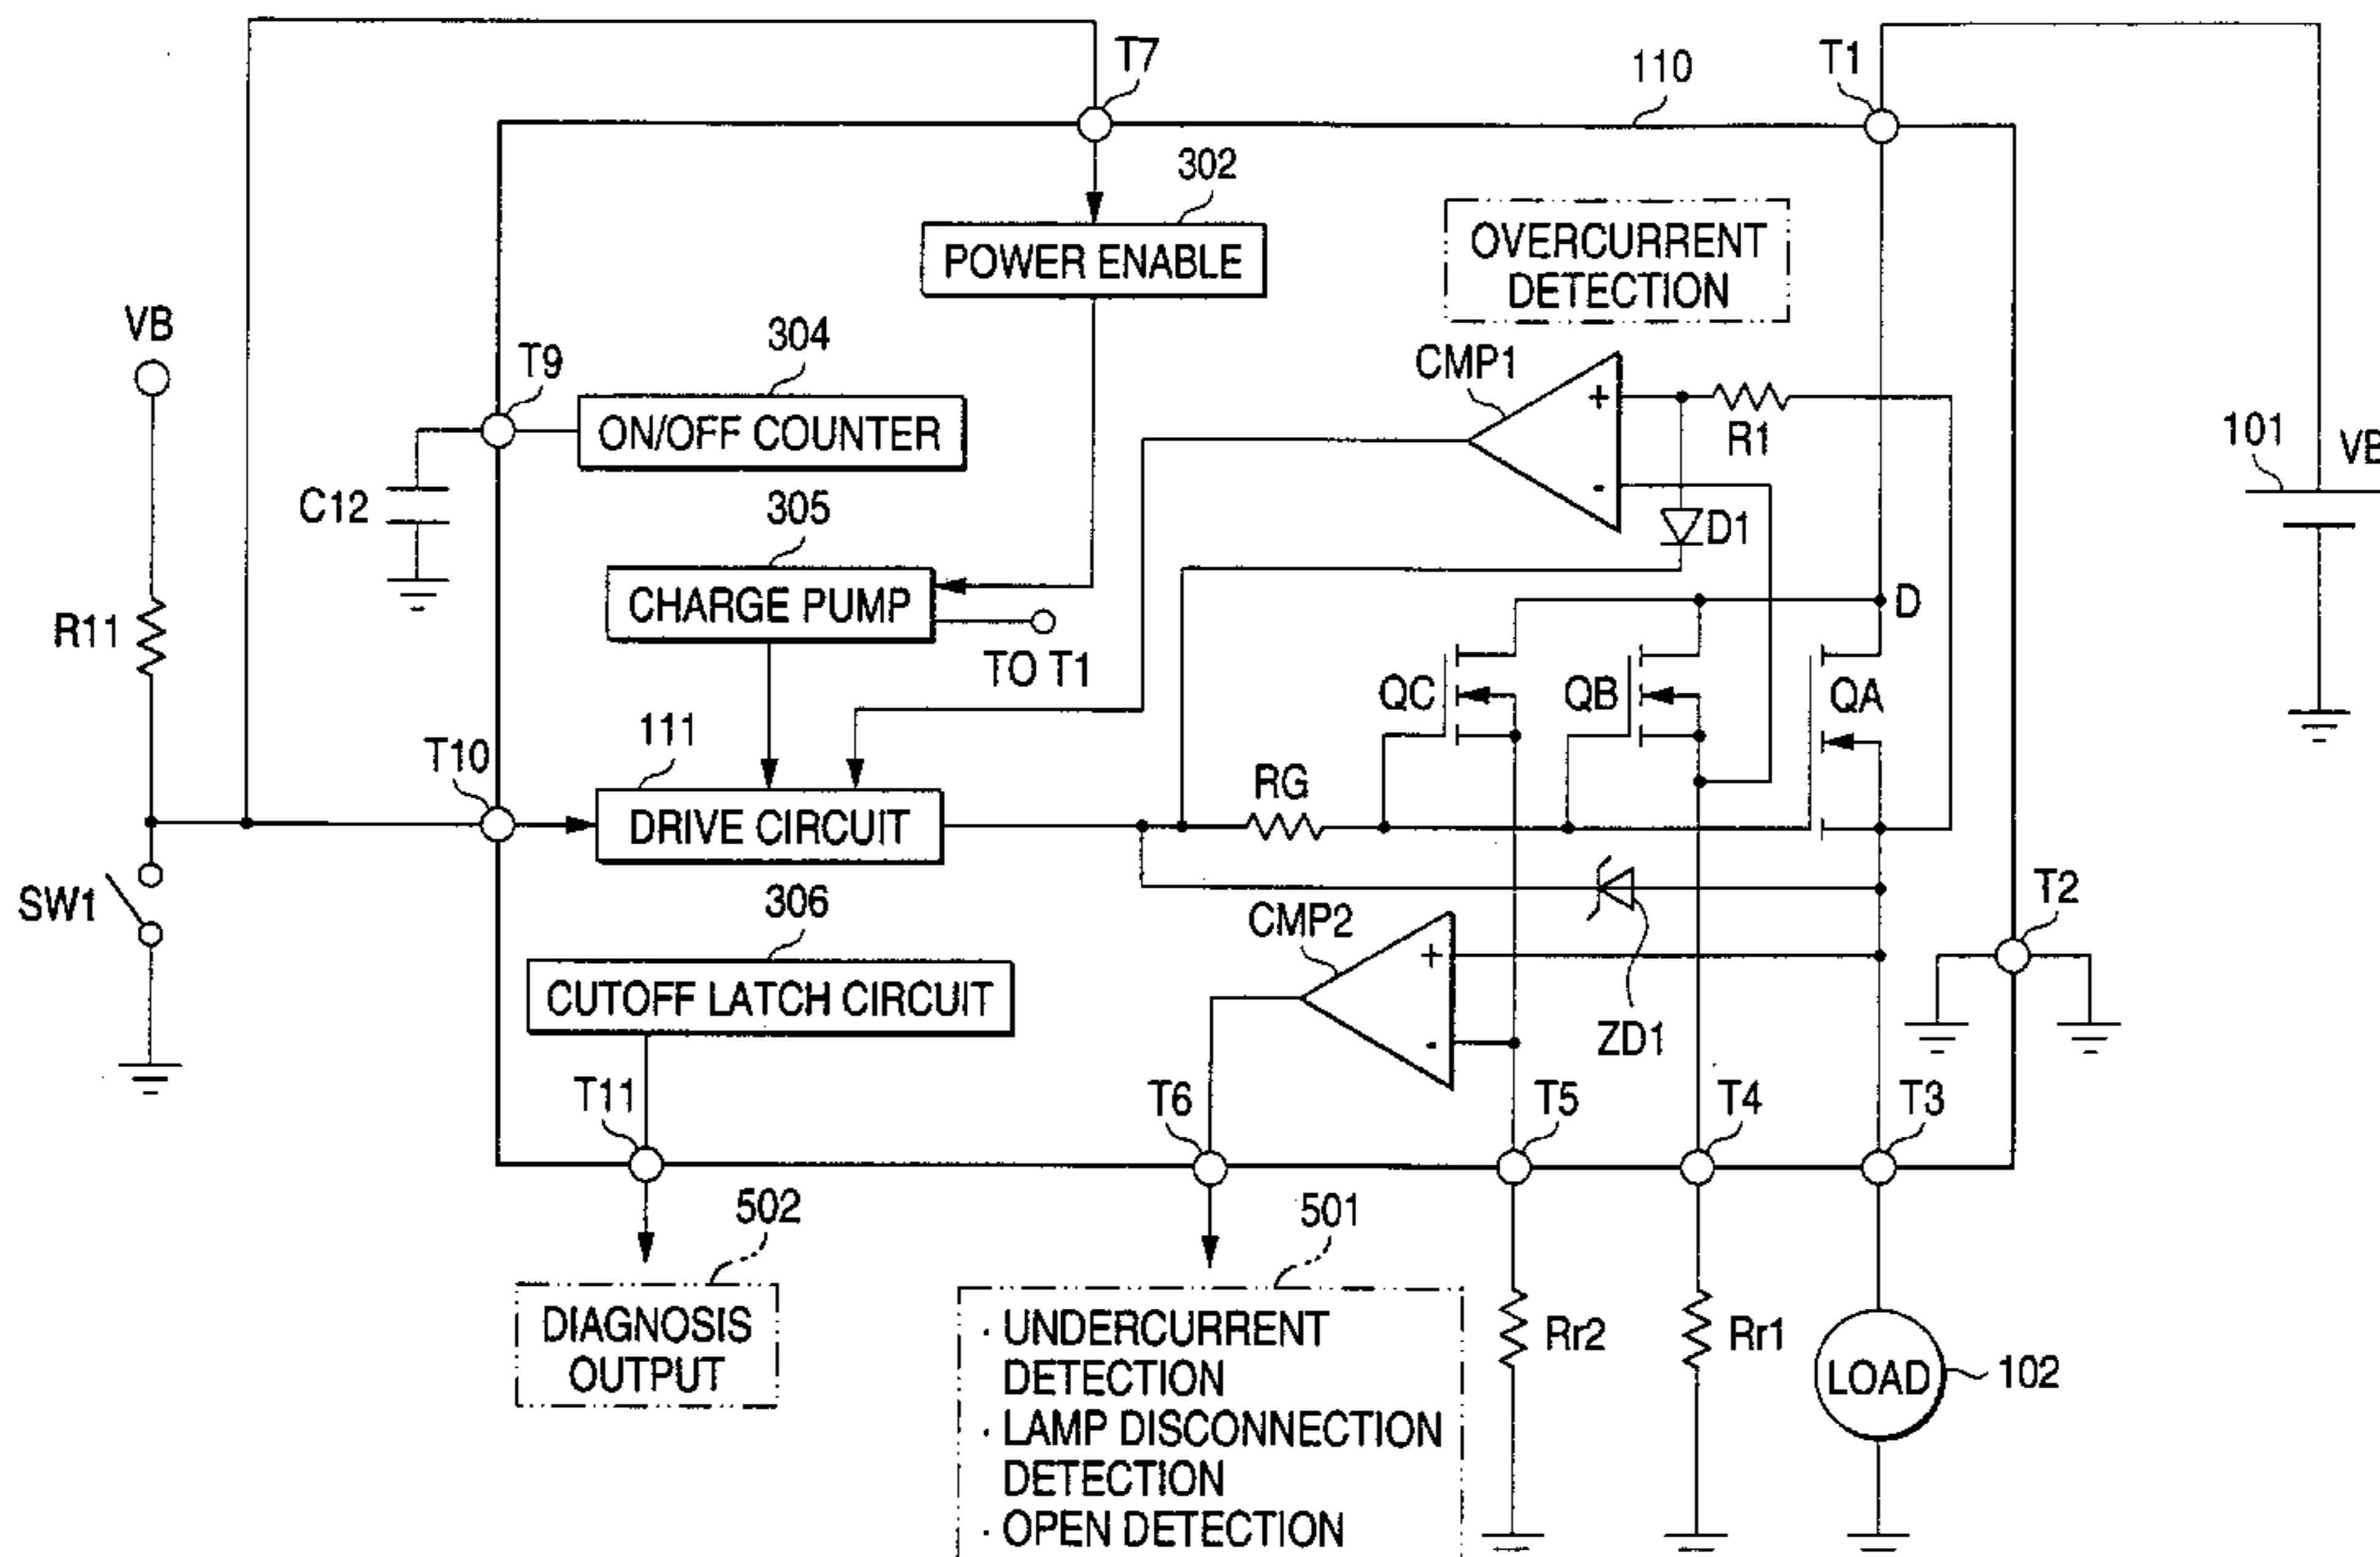 T7
110
T1
302
POWER ENABLE
OVERCURRENT
DETECTION
VB
T9
304
ON/OFF COUNTER
CMP1
+
-
R1
D1
101
VB
C12
305
CHARGE PUMP
TO T1
R11
D
QC
QB
QA
T10
111
DRIVE CIRCUIT
RG
SW1
306
CUTOFF LATCH CIRCUIT
CMP2
+
-
ZD1
T2
T11
T6
T5
T4
T3
502
DIAGNOSIS
OUTPUT
501
· UNDERCURRENT
DETECTION
· LAMP DISCONNECTION
DETECTION
· OPEN DETECTION
Rr2
Rr1
LOAD
102